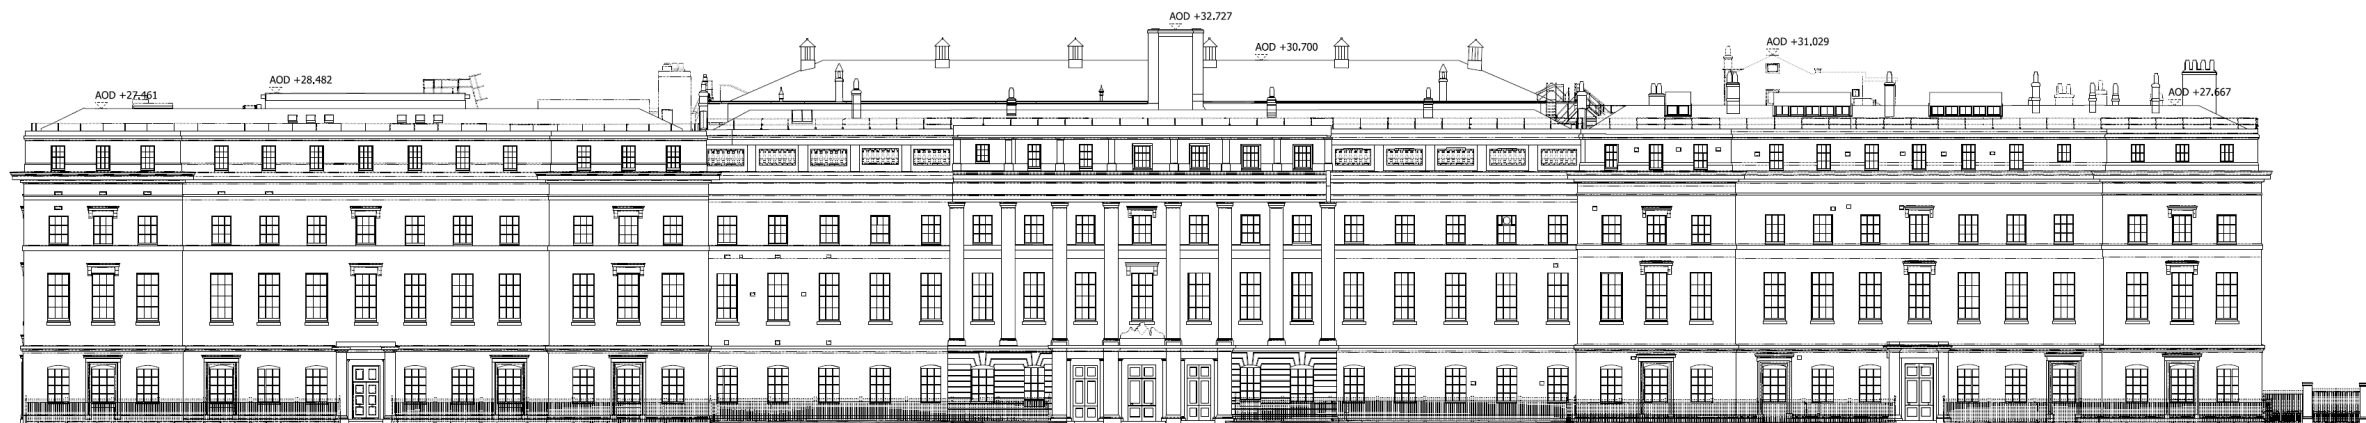 AOD +32.727
AOD +30.700
AOD +31.029
AOD +28.482
AOD +27.461
AOD +27.667